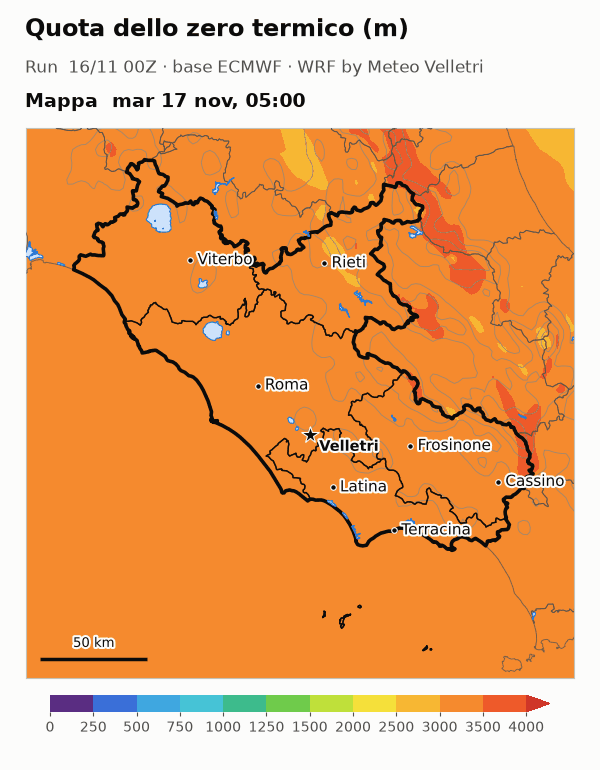 Quota dello zero termico (m)
Run  16/11 00Z · base ECMWF · WRF by Meteo Velletri
Mappa  mar 17 nov, 05:00
Viterbo
Rieti
Roma
Velletri
Frosinone
Latina
Cassino
Terracina
50 km
0 250 500 750 1000 1250 1500 2000 2500 3000 3500 4000